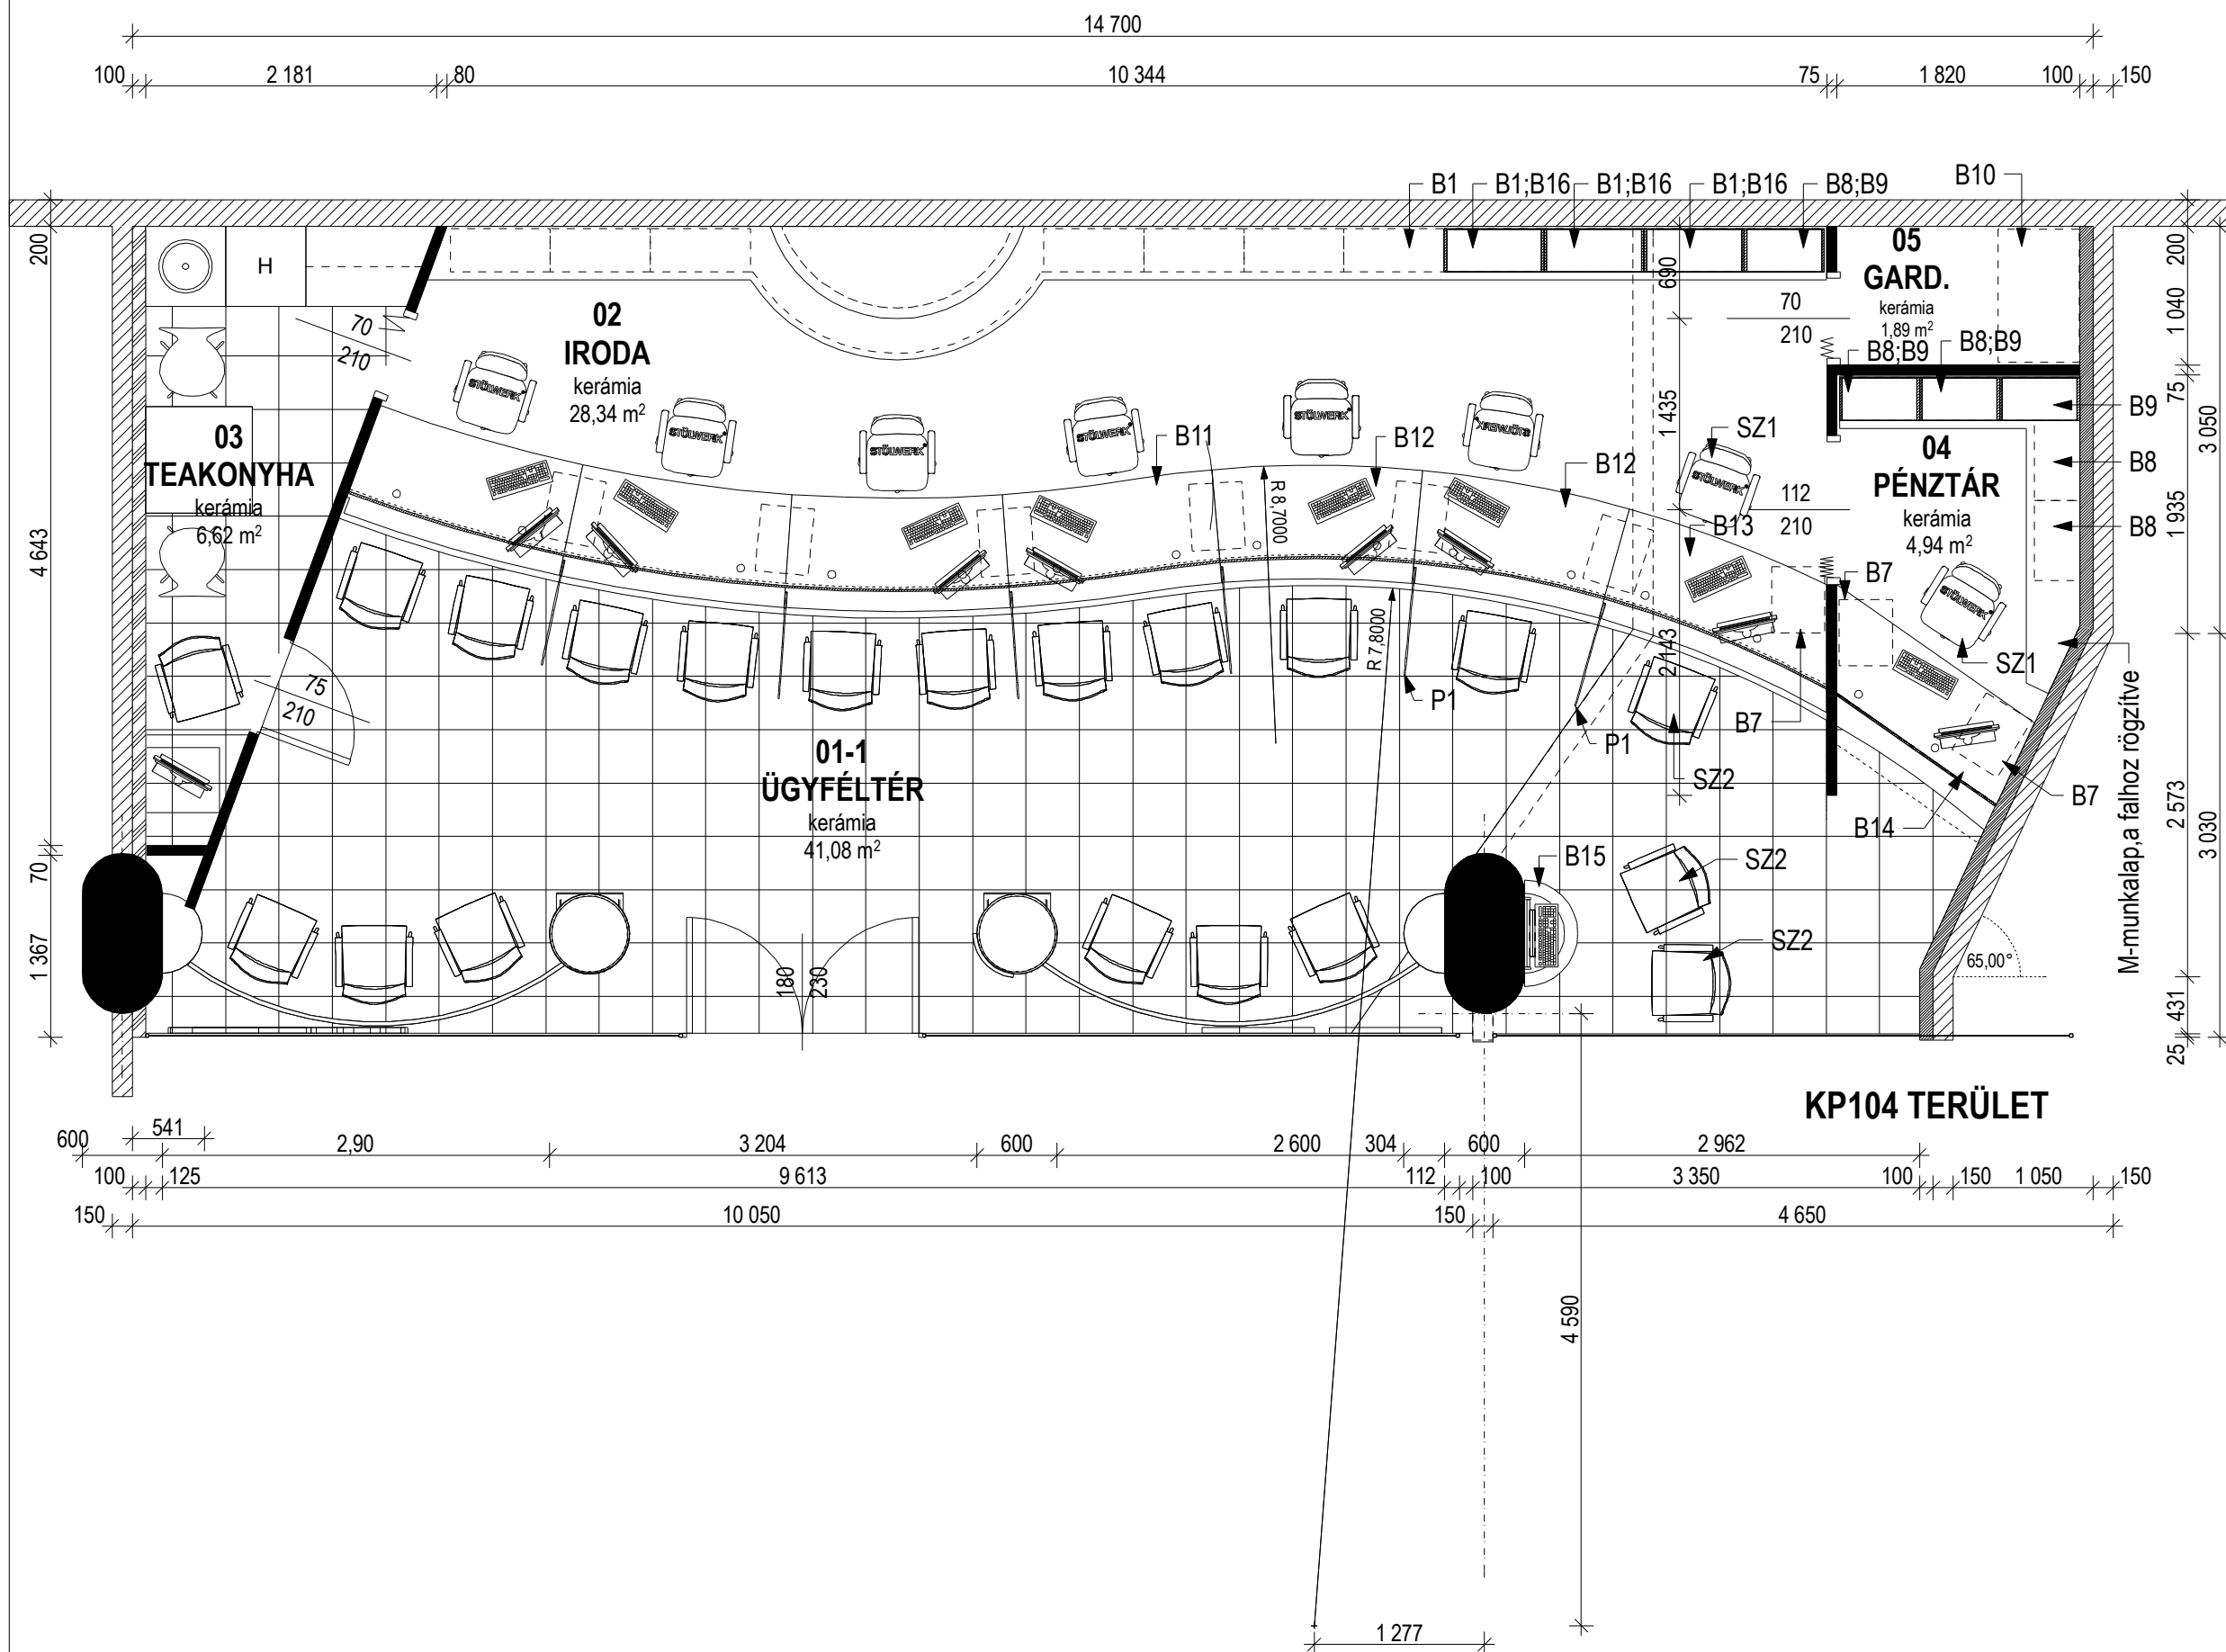 14 700
100
2 181
80
10 344
75
1 820
100
150
B1
B1;B16
B1;B16
B1;B16
B8;B9
B10
200
4 643
70
1 367
H
70
210
02
IRODA
kerámia
28,34 m²
03
TEAKONYHA
kerámia
6,62 m²
05
GARD.
kerámia
1,89 m²
690
70
210
B8;B9
B8;B9
200
1 040
75
3 050
1 935
B9
B8
B8
STÖLWERK
STÖLWERK
STÖLWERK
STÖLWERK
STÖLWERK
STÖLWERK
STÖLWERK
STÖLWERK
1 435
SZ1
B11
B12
B12
04
PÉNZTÁR
kerámia
4,94 m²
112
210
B13
R 8,7000
R 7,8000
B7
SZ1
2 143
P1
P1
B7
SZ2
75
210
01-1
ÜGYFÉLTÉR
kerámia
41,08 m²
B14
B7
M-munkalap,a falhoz rögzítve
2 573
3 030
B15
SZ2
SZ2
65,00°
431
25
180
230
KP104 TERÜLET
600
541
2,90
3 204
600
2 600
304
600
2 962
100
125
9 613
112
100
3 350
100
150
1 050
150
150
10 050
150
4 650
4 590
1 277